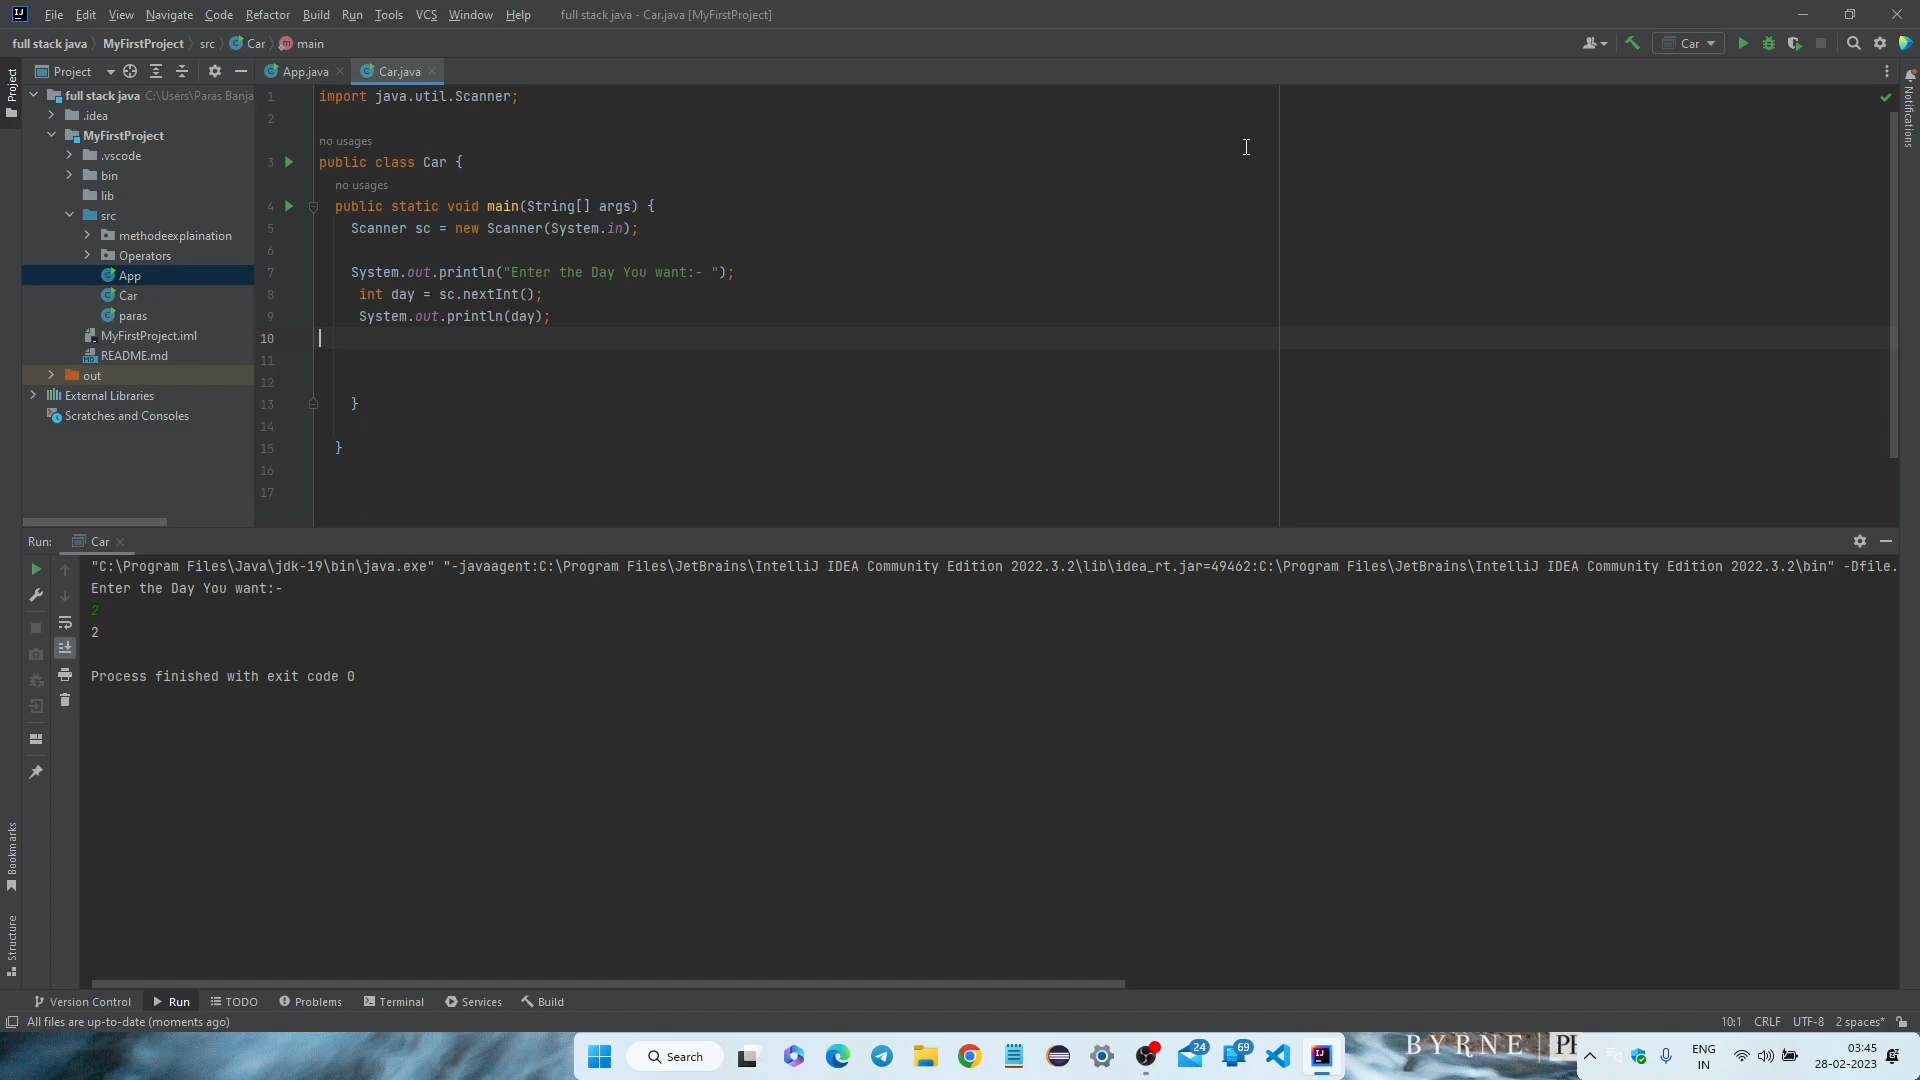 File Edit View Navigate Code Refactor Build Run Tools VCS Window Help full stack java - Car.java [MyFirstProject]
full stack java MyFirstProject src Car main
Car
Project
Project
App.java
Car.java
Notifications
full stack java C:\Users\Paras Banja
.idea
MyFirstProject
.vscode
bin
lib
src
methodeexplaination
Operators
App
Car
paras
MyFirstProject.iml
README.md
out
External Libraries
Scratches and Consoles
1 import java.util.Scanner;
2
no usages
3 public class Car {
no usages
4 public static void main(String[] args) {
5 Scanner sc = new Scanner(System.in);
6
7 System.out.println("Enter the Day You want:- ");
8 int day = sc.nextInt();
9 System.out.println(day);
10
11
12
13 }
14
15 }
16
17
Run: Car
"C:\Program Files\Java\jdk-19\bin\java.exe" "-javaagent:C:\Program Files\JetBrains\IntelliJ IDEA Community Edition 2022.3.2\lib\idea_rt.jar=49462:C:\Program Files\JetBrains\IntelliJ IDEA Community Edition 2022.3.2\bin" -Dfile.
Enter the Day You want:-
2
2
Process finished with exit code 0
Bookmarks
Structure
Version Control Run TODO Problems Terminal Services Build
All files are up-to-date (moments ago)
10:1 CRLF UTF-8 2 spaces*
Search
24
69
BYRNE
ENG
IN
03:45
28-02-2023